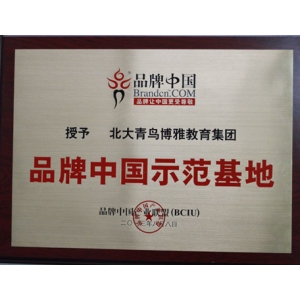 品牌中国
Brandcn.COM
品牌让中国更受尊敬
授予 北大青鸟博雅教育集团
品牌中国示范基地
品牌中国产业联盟(BCIU)